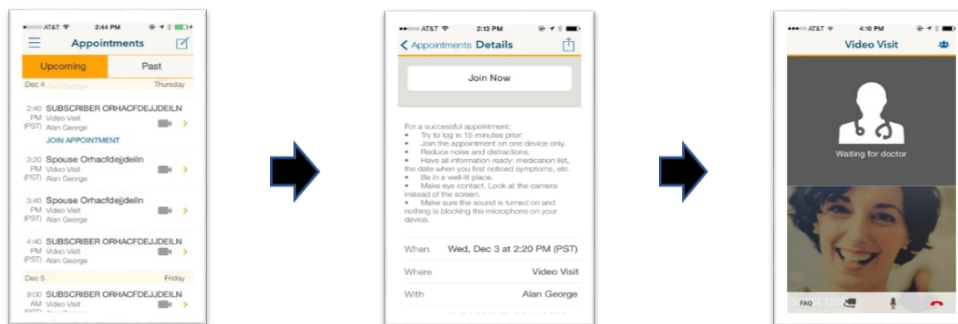 AT&T 2:44 PM
Appointments
Upcoming Past
Dec 4 Thursday
2:40 SUBSCRIBER ORHACFDEJJDEILN
PM Video Visit
(PST) Alan George
JOIN APPOINTMENT
3:20 Spouse Orhacfdejjdeiln
PM Video Visit
(PST) Alan George
3:40 Spouse Orhacfdejjdeiln
PM Video Visit
(PST) Alan George
4:40 SUBSCRIBER ORHACFDEJJDEILN
PM Video Visit
(PST) Alan George
Dec 5 Friday
9:00 SUBSCRIBER ORHACFDEJJDEILN
AM Video Visit
AT&T 2:13 PM
Appointments Details
Join Now
For a successful appointment:
• Try to log in 15 minutes prior.
• Join the appointment on one device only.
• Reduce noise and distractions.
• Have all information ready: medication list,
the date when you first noticed symptoms, etc.
• Be in a well-lit place.
• Make eye contact. Look at the camera
instead of the screen.
• Make sure the sound is turned on and
nothing is blocking the microphone on your
device.
When Wed, Dec 3 at 2:20 PM (PST)
Where Video Visit
With Alan George
AT&T 4:10 PM
Video Visit
Waiting for doctor
FAQ